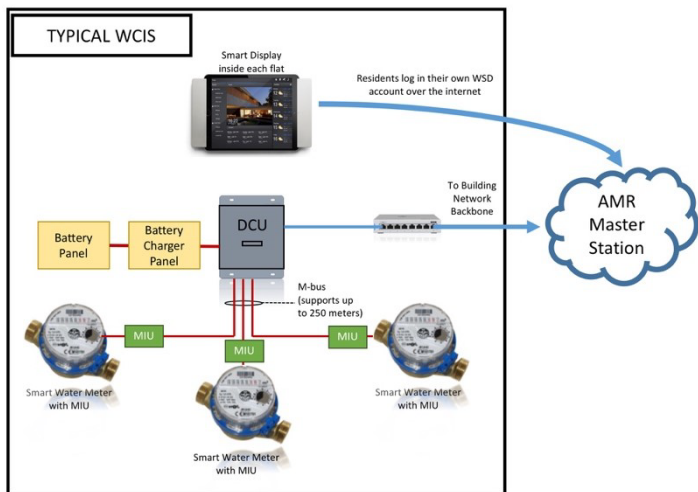 TYPICAL WCIS
Smart Display
inside each flat
Residents log in their own WSD
account over the internet
To Building
Network
Backbone
AMR
Master
Station
DCU
Battery
Panel
Battery
Charger
Panel
M-bus
(supports up
to 250 meters)
MIU
MIU
MIU
Smart Water Meter
with MIU
Smart Water Meter
with MIU
Smart Water Meter
with MIU